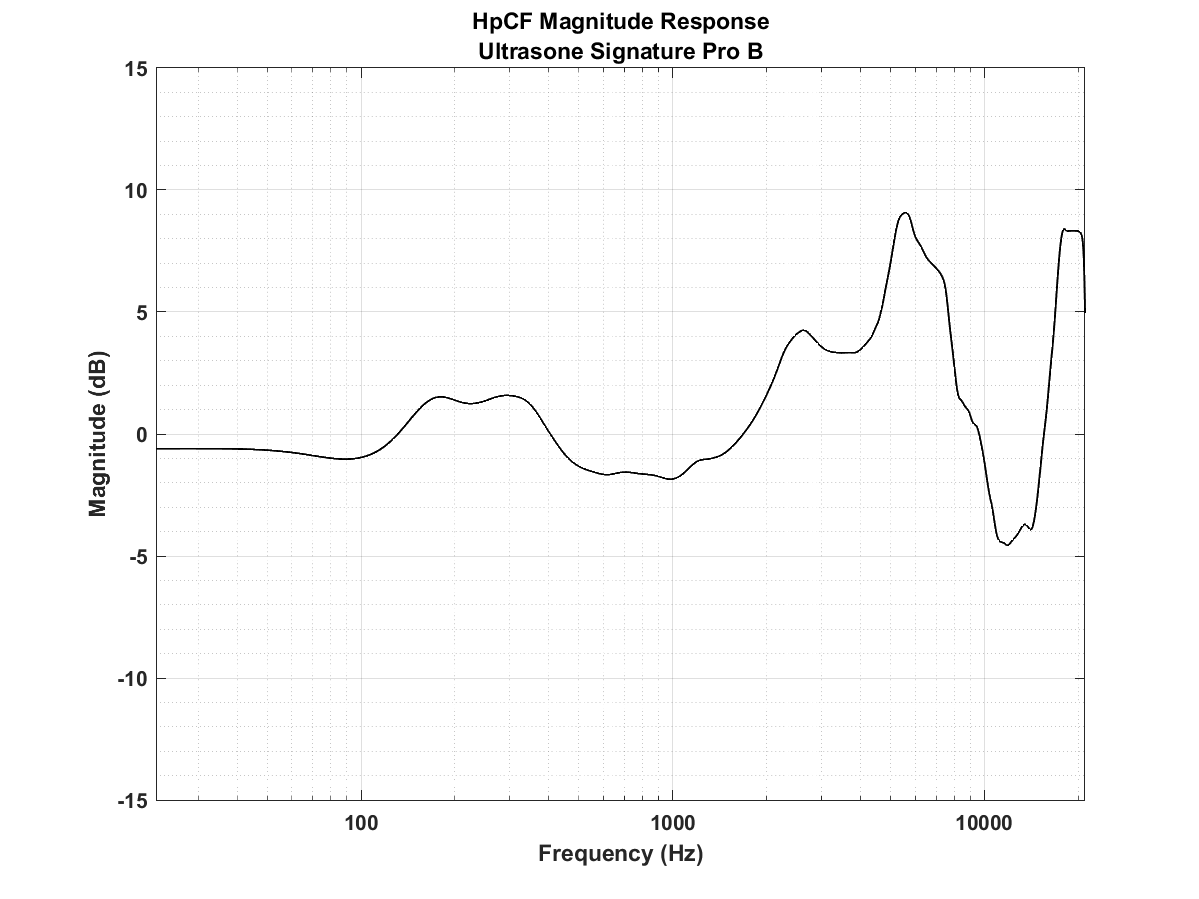 HpCF Magnitude Response
Ultrasone Signature Pro B
15
10
5
0
-5
-10
-15
Magnitude (dB)
100
1000
10000
Frequency (Hz)